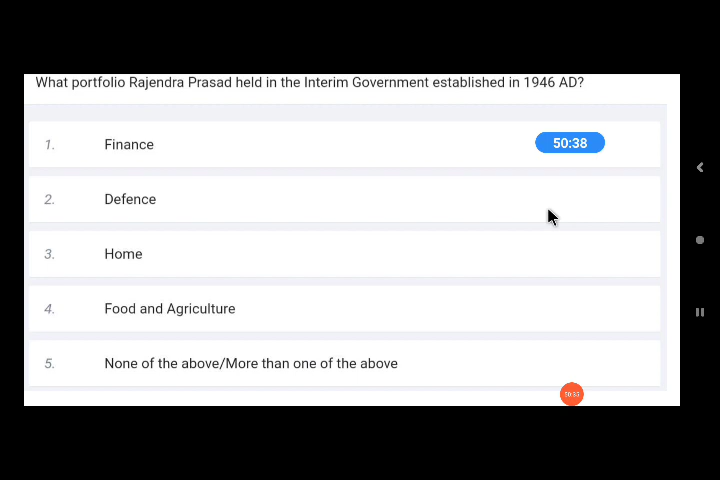 What portfolio Rajendra Prasad held in the Interim Government established in 1946 AD?
1. Finance
50:38
2. Defence
3. Home
4. Food and Agriculture
5. None of the above/More than one of the above